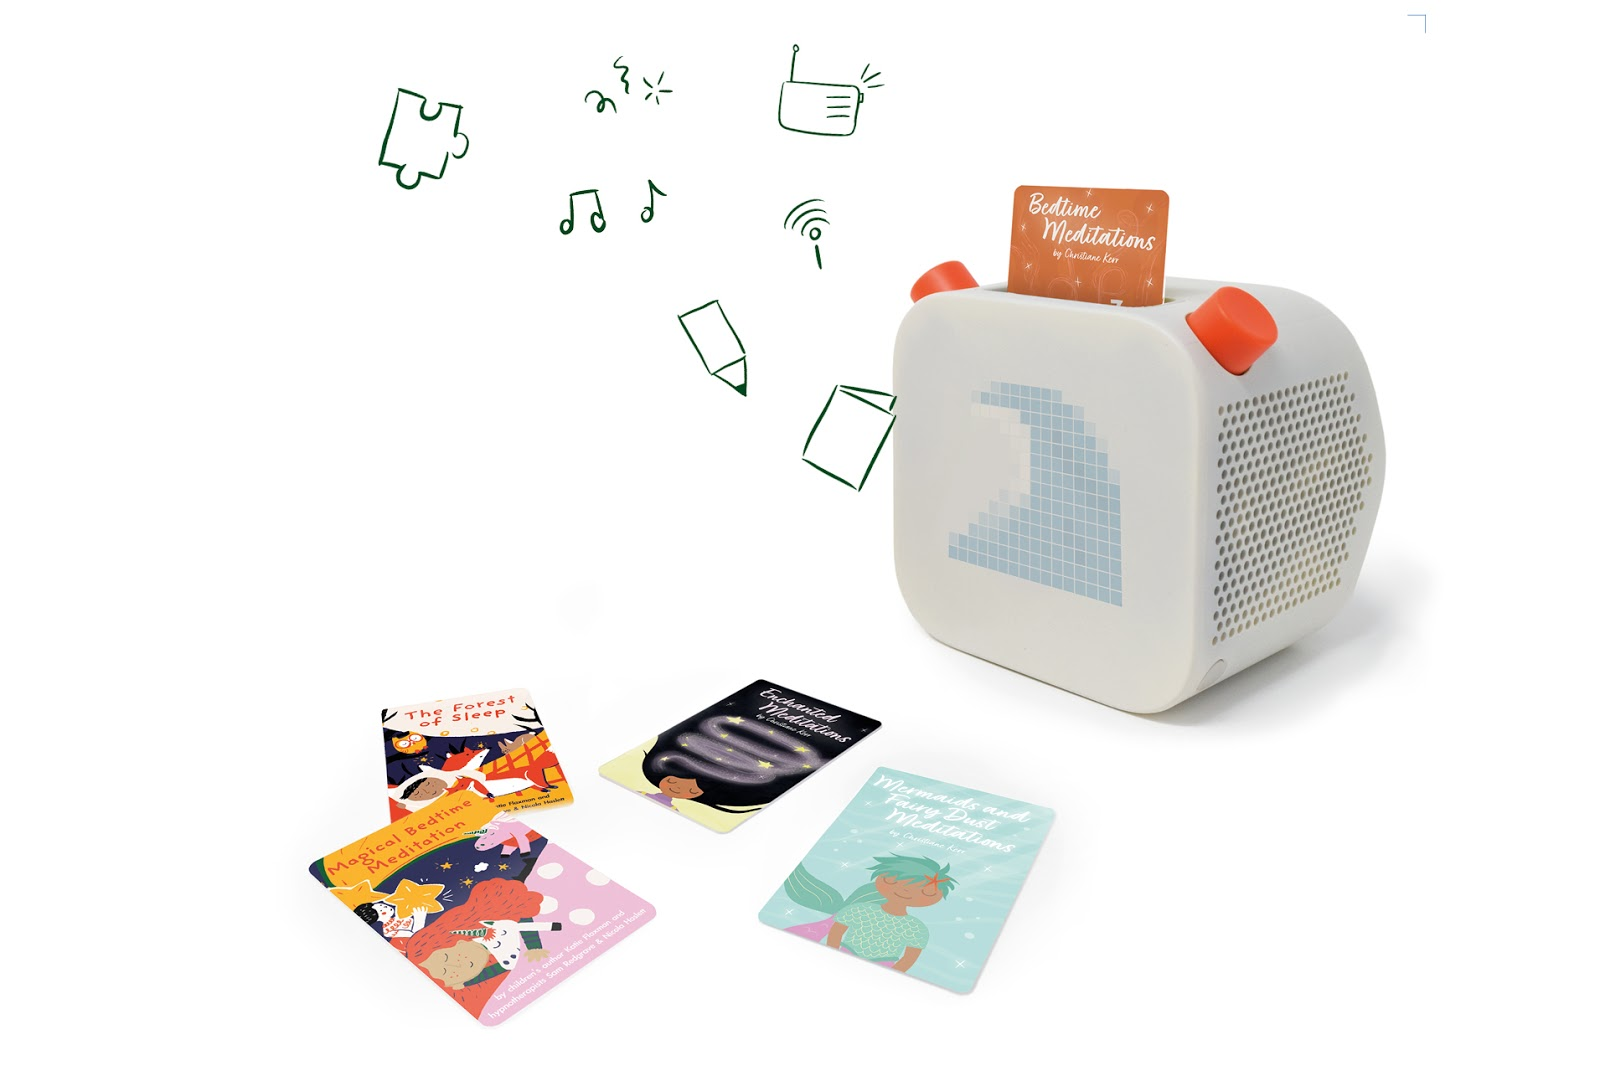 Bedtime
Meditations
by Christiane Kerr
The Forest
of Sleep
Enchanted
Meditations
by Christiane Kerr
Mermaids and
Fairy Dust
Meditations
by Christiane Kerr
Magical Bedtime
Meditation
by children's author Katie Flaxman and
hypnotherapists Sam Redgrave & Nicola Hasler